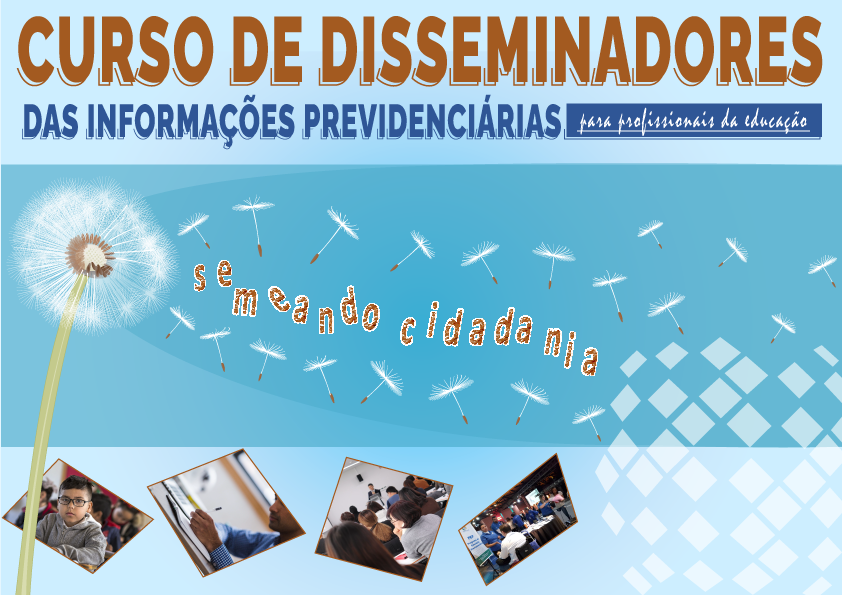 CURSO DE DISSEMINADORES
DAS INFORMAÇÕES PREVIDENCIÁRIAS para profissionais da educação
semeando cidadania